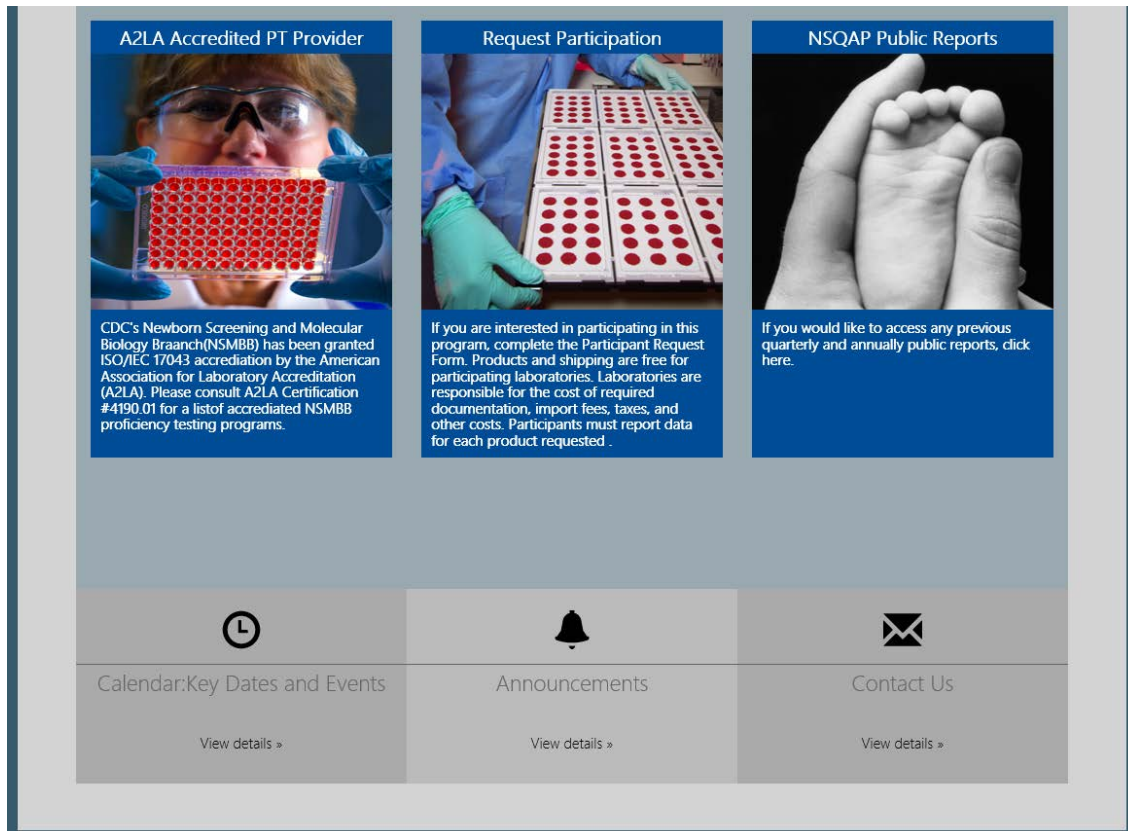 A2LA Accredited PT Provider
CDC's Newborn Screening and Molecular
Biology Braanch(NSMBB) has been granted
ISO/IEC 17043 accrediation by the American
Association for Laboratory Accreditation
(A2LA). Please consult A2LA Certification
#4190.01 for a listof accrediated NSMBB
proficiency testing programs.
Request Participation
If you are interested in participating in this
program, complete the Participant Request
Form. Products and shipping are free for
participating laboratories. Laboratories are
responsible for the cost of required
documentation, import fees, taxes, and
other costs. Participants must report data
for each product requested .
NSQAP Public Reports
If you would like to access any previous
quarterly and annually public reports, click
here.
Calendar:Key Dates and Events
View details »
Announcements
View details »
Contact Us
View details »